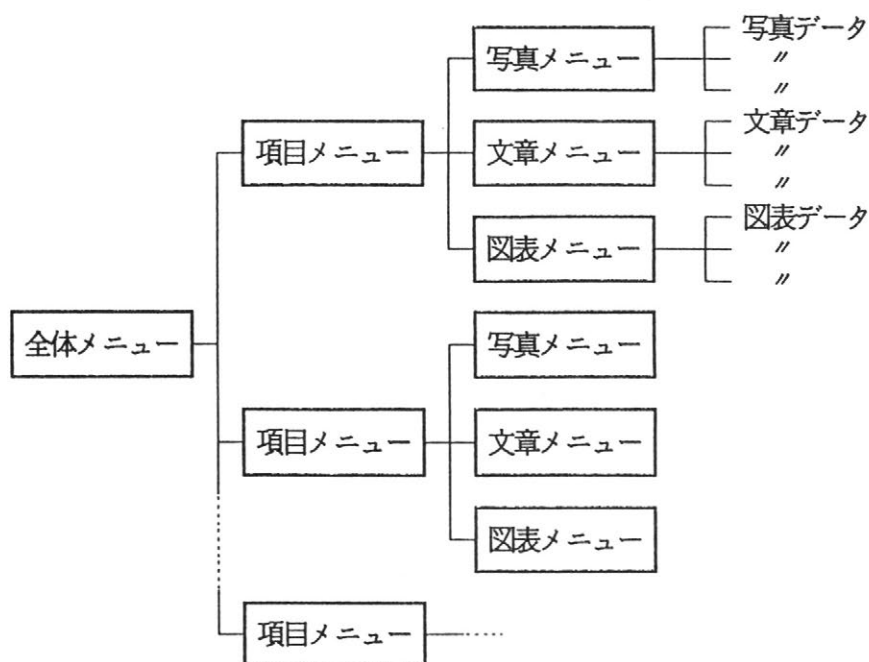 写真メニュー
写真データ
〃
〃
項目メニュー
文章メニュー
文章データ
〃
〃
図表メニュー
図表データ
〃
〃
全体メニュー
写真メニュー
項目メニュー
文章メニュー
図表メニュー
項目メニュー